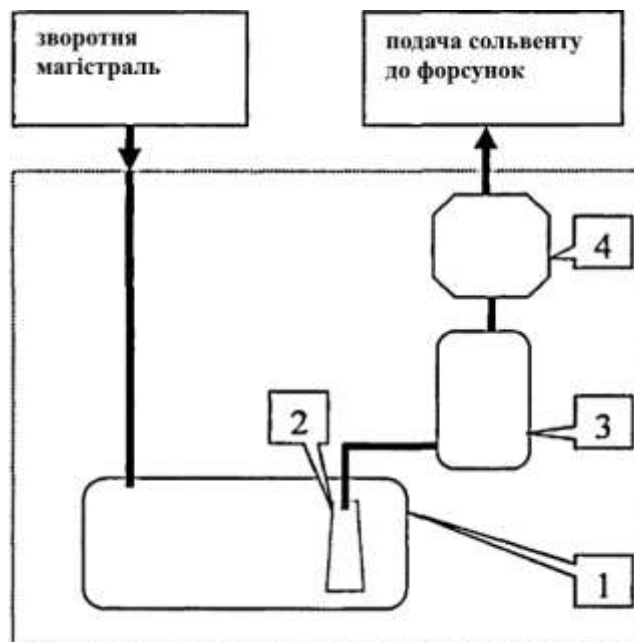 зворотня
магістраль
подача сольвенту
до форсунок
4
3
2
1